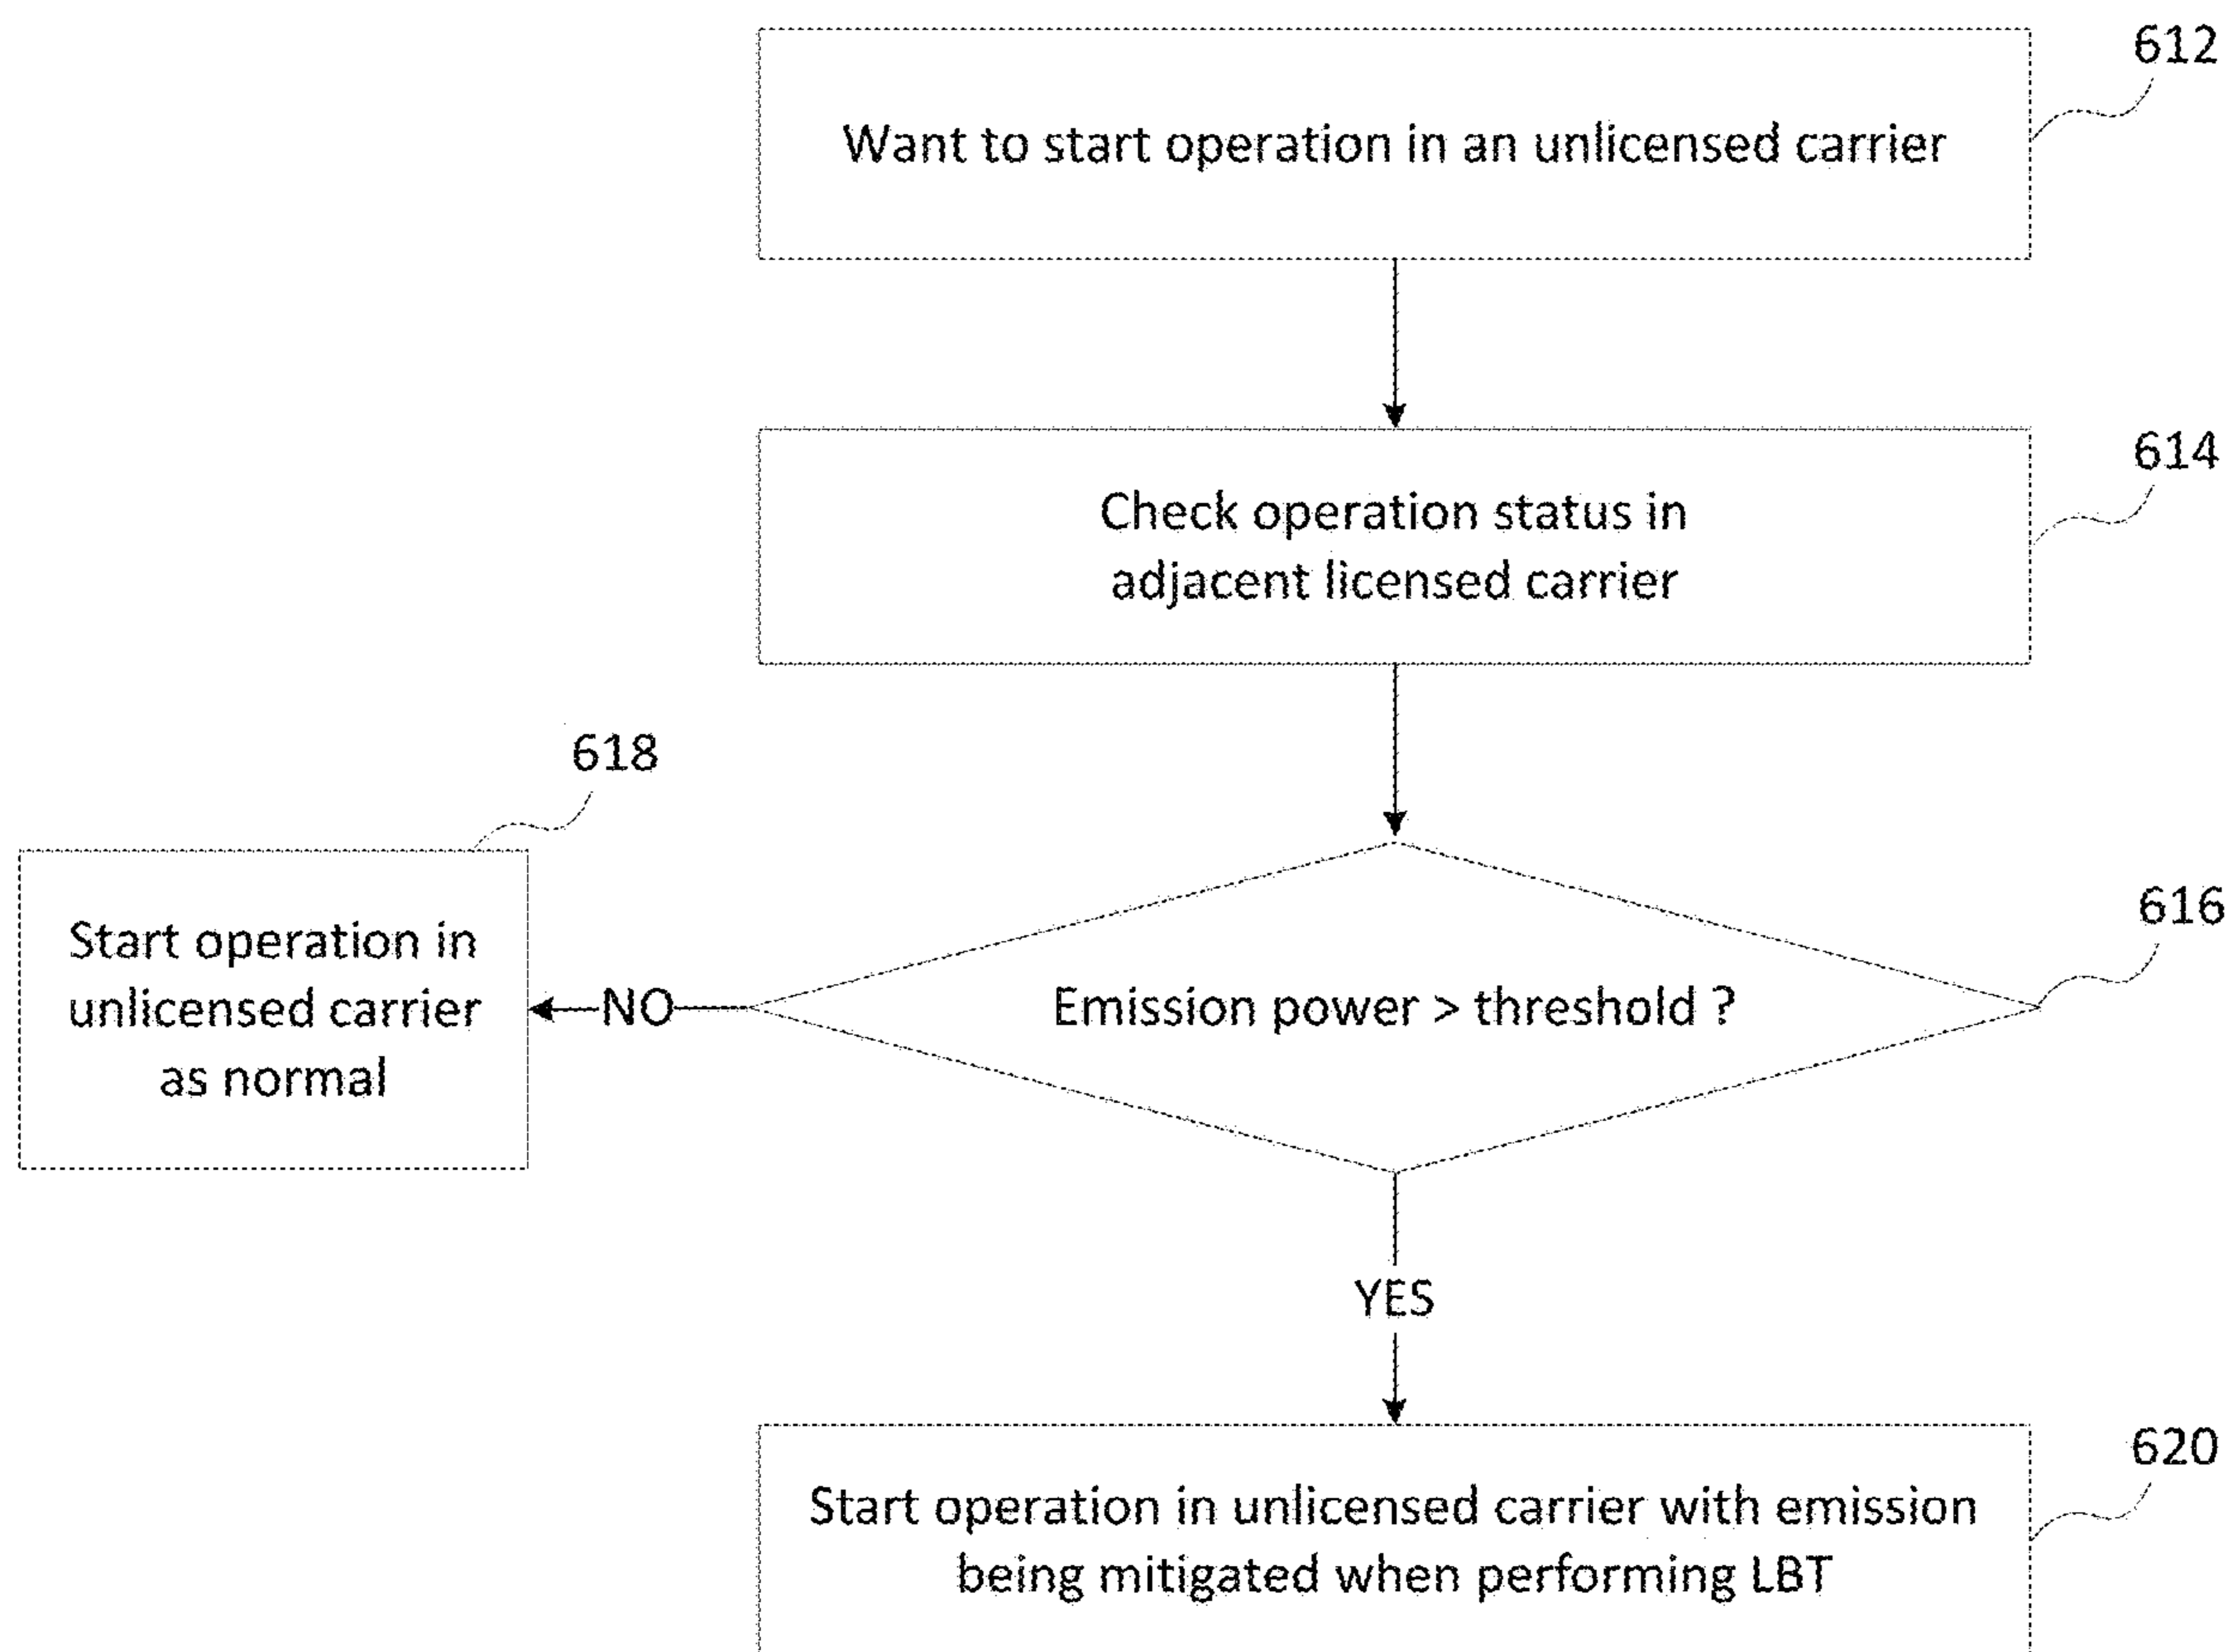 612
Want to start operation in an unlicensed carrier
614
Check operation status in
adjacent licensed carrier
618
616
Start operation in
unlicensed carrier
as normal
NO
Emission power > threshold ?
YES
620
Start operation in unlicensed carrier with emission
being mitigated when performing LBT